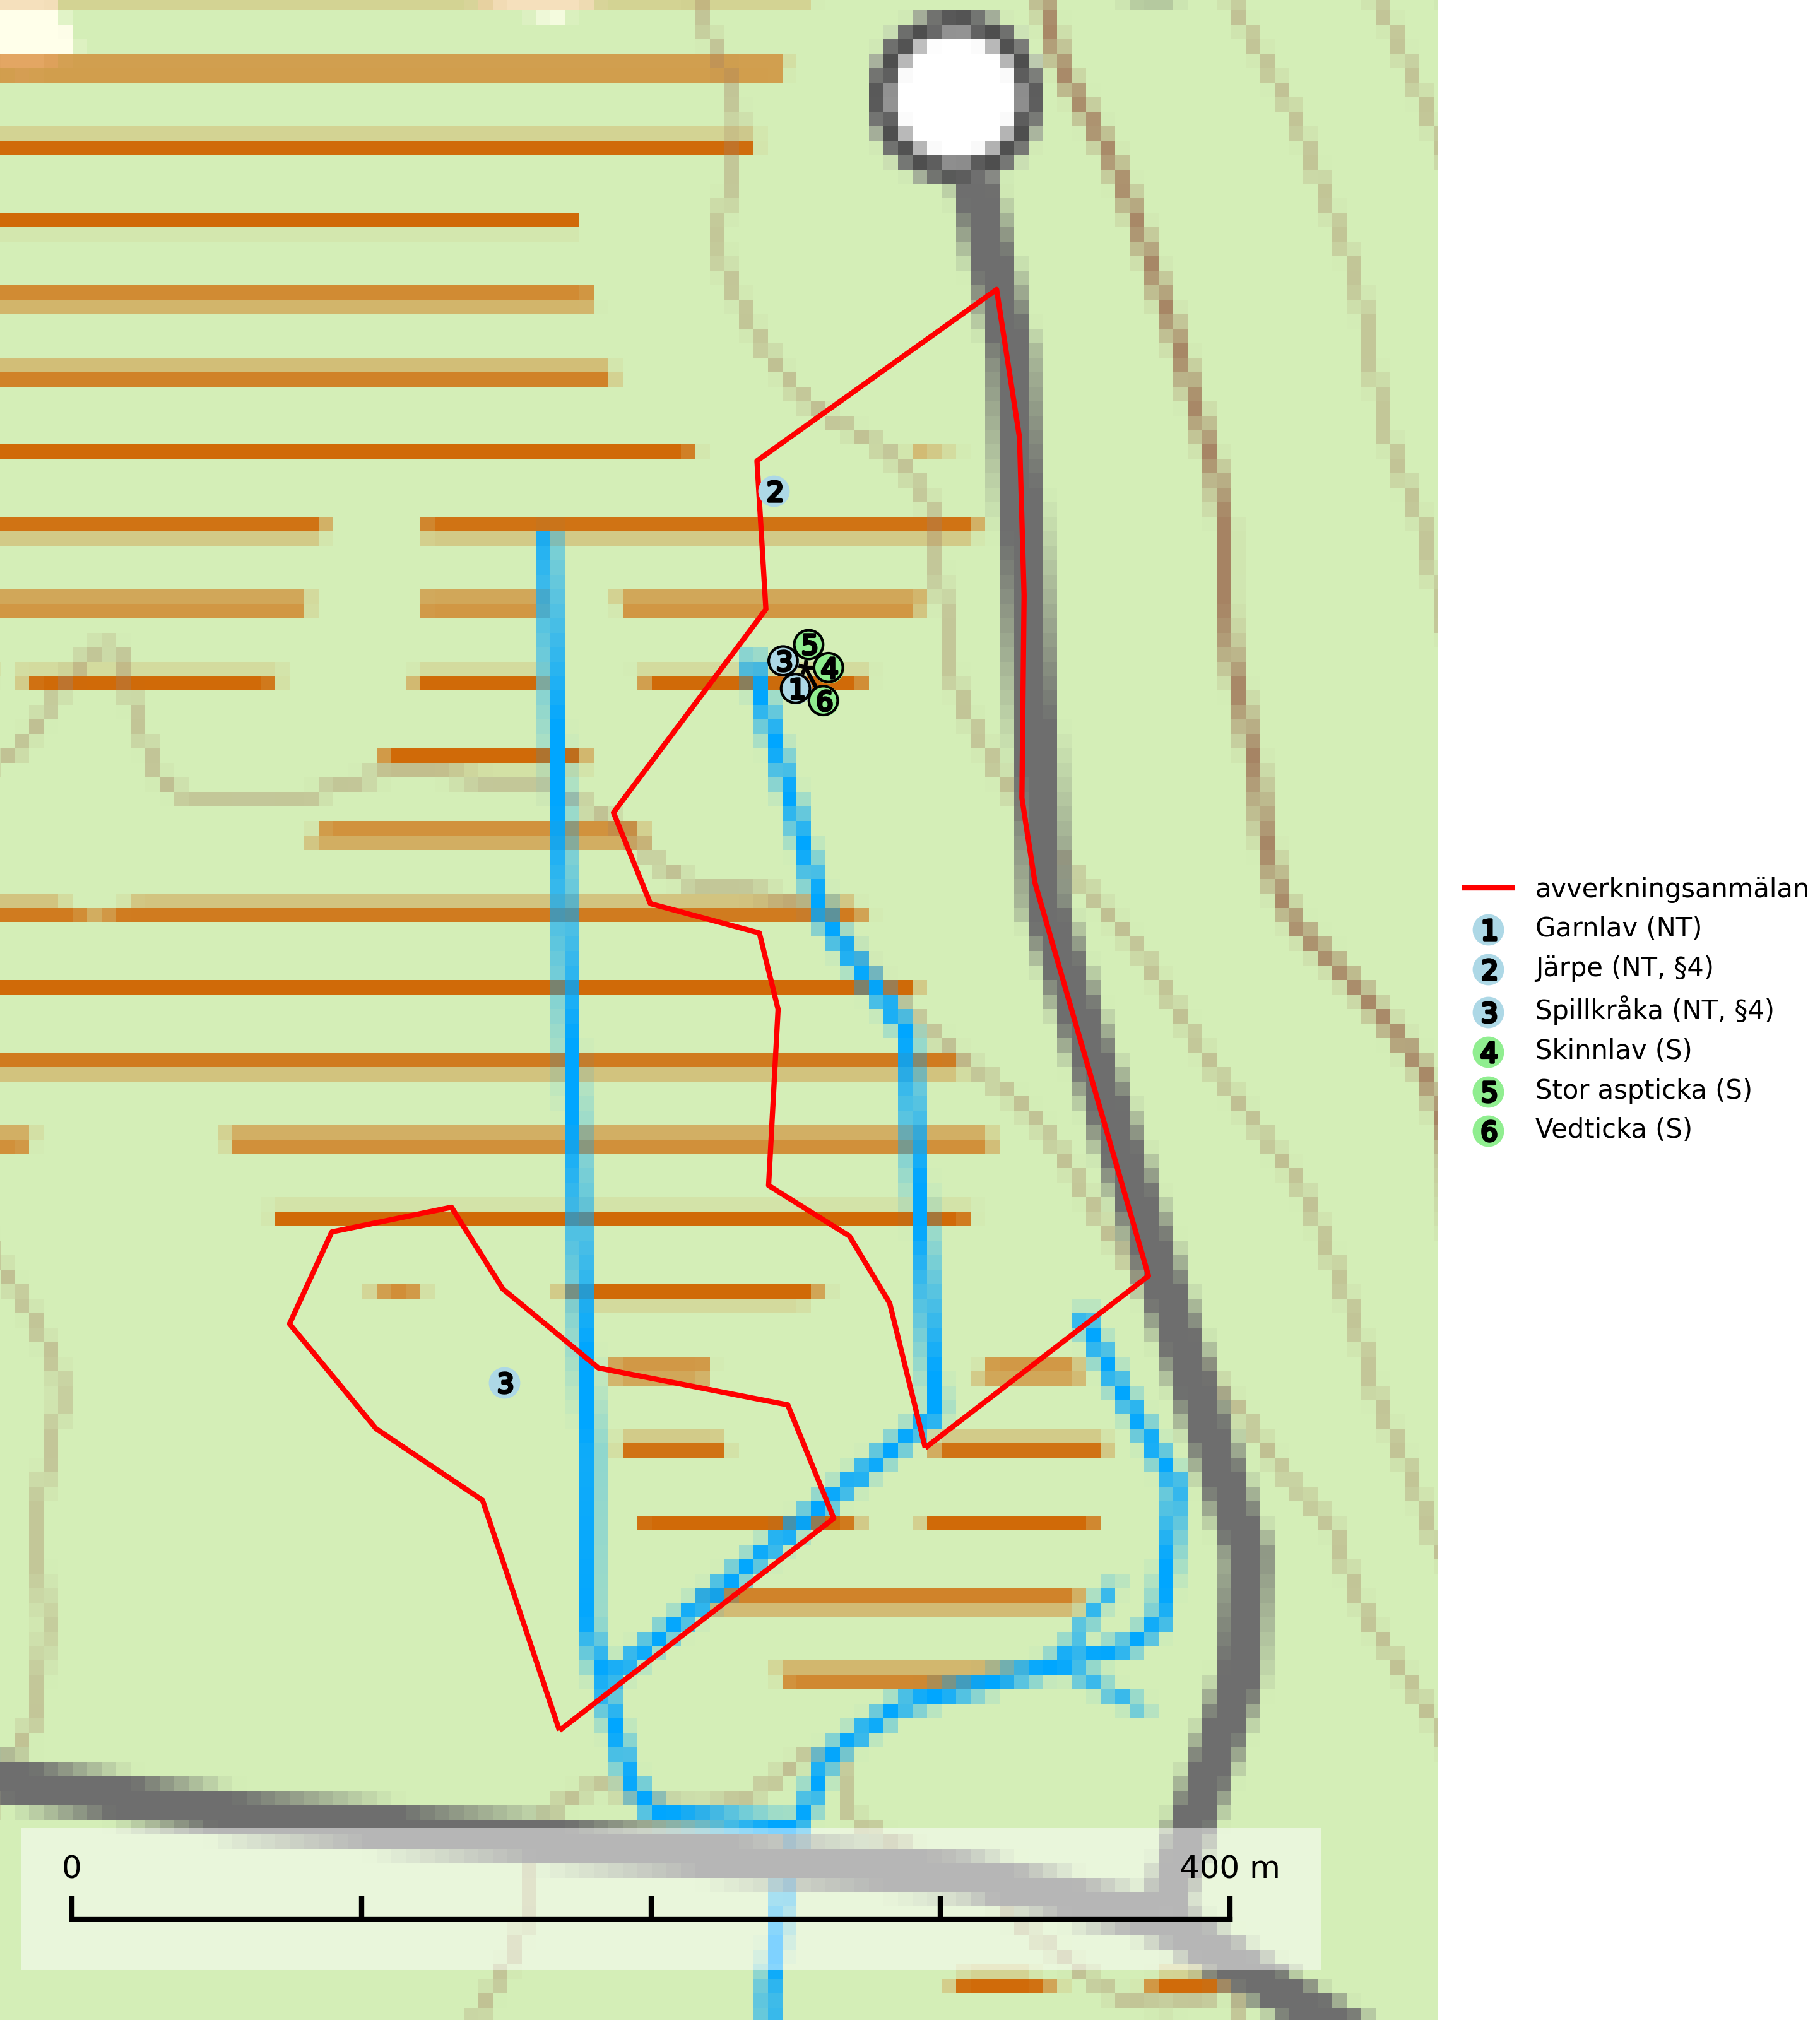 2
5
3
4
1
6
avverkningsanmälan
1 Garnlav (NT)
2 Järpe (NT, §4)
3 Spillkråka (NT, §4)
4 Skinnlav (S)
5 Stor aspticka (S)
6 Vedticka (S)
3
0 400 m